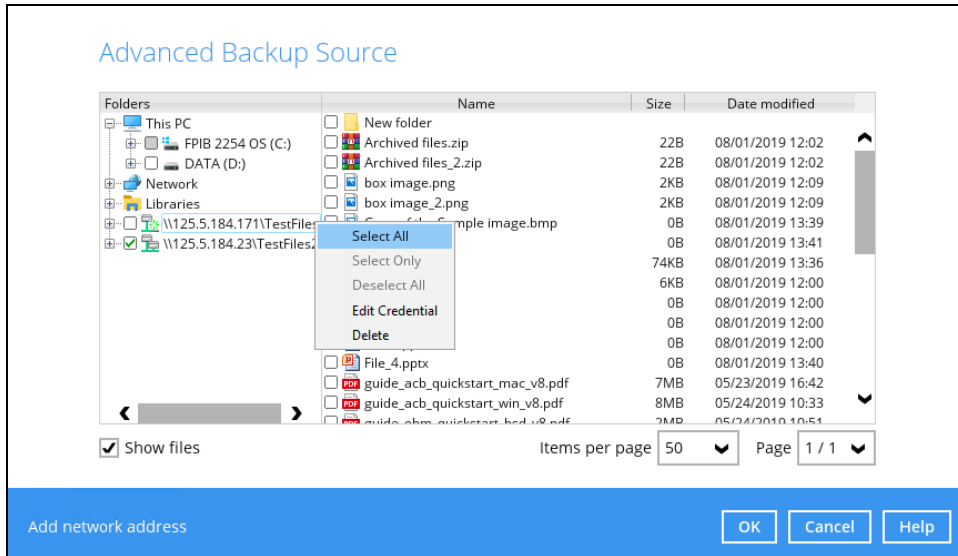 Advanced Backup Source
Folders Name Size Date modified
This PC
FPIB 2254 OS (C:)
DATA (D:)
Network
Libraries
\\125.5.184.171\TestFiles
\\125.5.184.23\TestFiles2
New folder
Archived files.zip 22B 08/01/2019 12:02
Archived files_2.zip 22B 08/01/2019 12:02
box image.png 2KB 08/01/2019 12:09
box image_2.png 2KB 08/01/2019 12:09
mple image.bmp 0B 08/01/2019 13:39
0B 08/01/2019 13:41
74KB 08/01/2019 13:36
6KB 08/01/2019 12:00
0B 08/01/2019 12:00
0B 08/01/2019 12:00
0B 08/01/2019 12:00
File_4.pptx 0B 08/01/2019 13:40
guide_acb_quickstart_mac_v8.pdf 7MB 05/23/2019 16:42
guide_acb_quickstart_win_v8.pdf 8MB 05/24/2019 10:33
guide_obm_quickstart_bsd_v8.pdf 2MB 05/24/2019 10:51
Select All
Select Only
Deselect All
Edit Credential
Delete
Show files Items per page 50 Page 1 / 1
Add network address OK Cancel Help